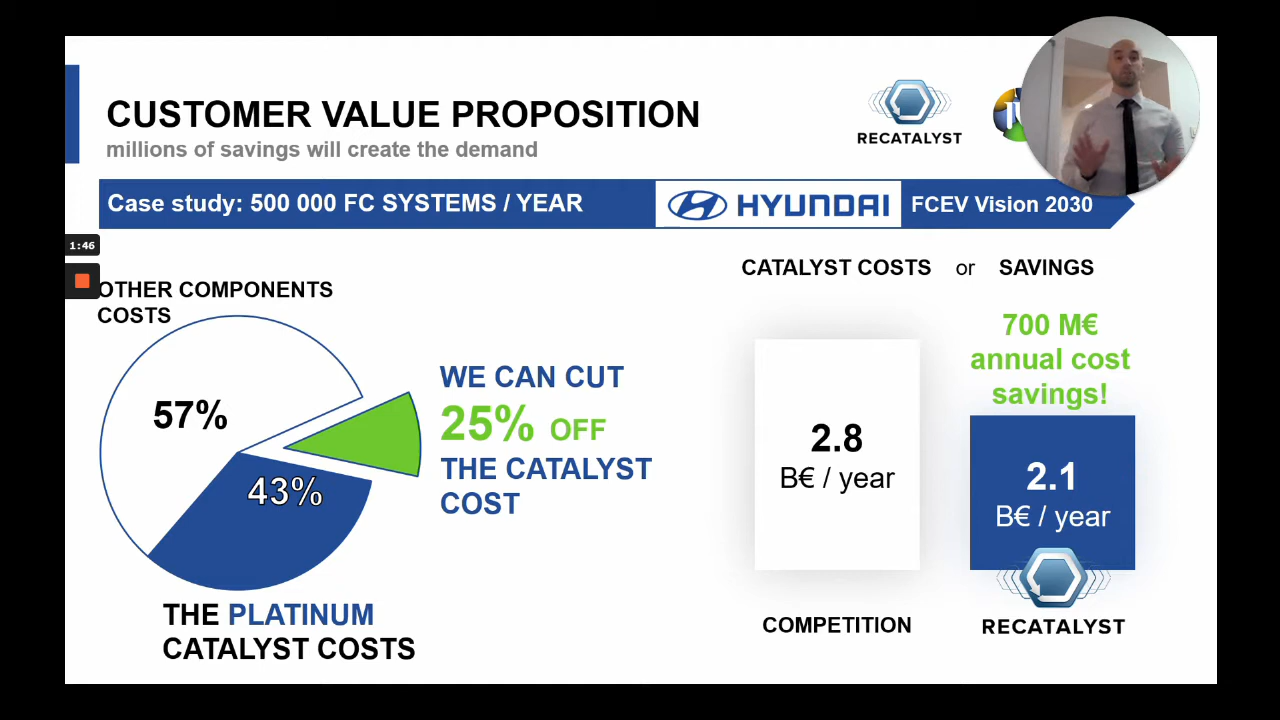 CUSTOMER VALUE PROPOSITION
millions of savings will create the demand
RECATALYST
Case study: 500 000 FC SYSTEMS / YEAR
HYUNDAI
FCEV Vision 2030
1:46
OTHER COMPONENTS
COSTS
57%
43%
THE PLATINUM
CATALYST COSTS
WE CAN CUT
25% OFF
THE CATALYST
COST
CATALYST COSTS or SAVINGS
2.8
B€ / year
COMPETITION
700 M€
annual cost
savings!
2.1
B€ / year
RECATALYST